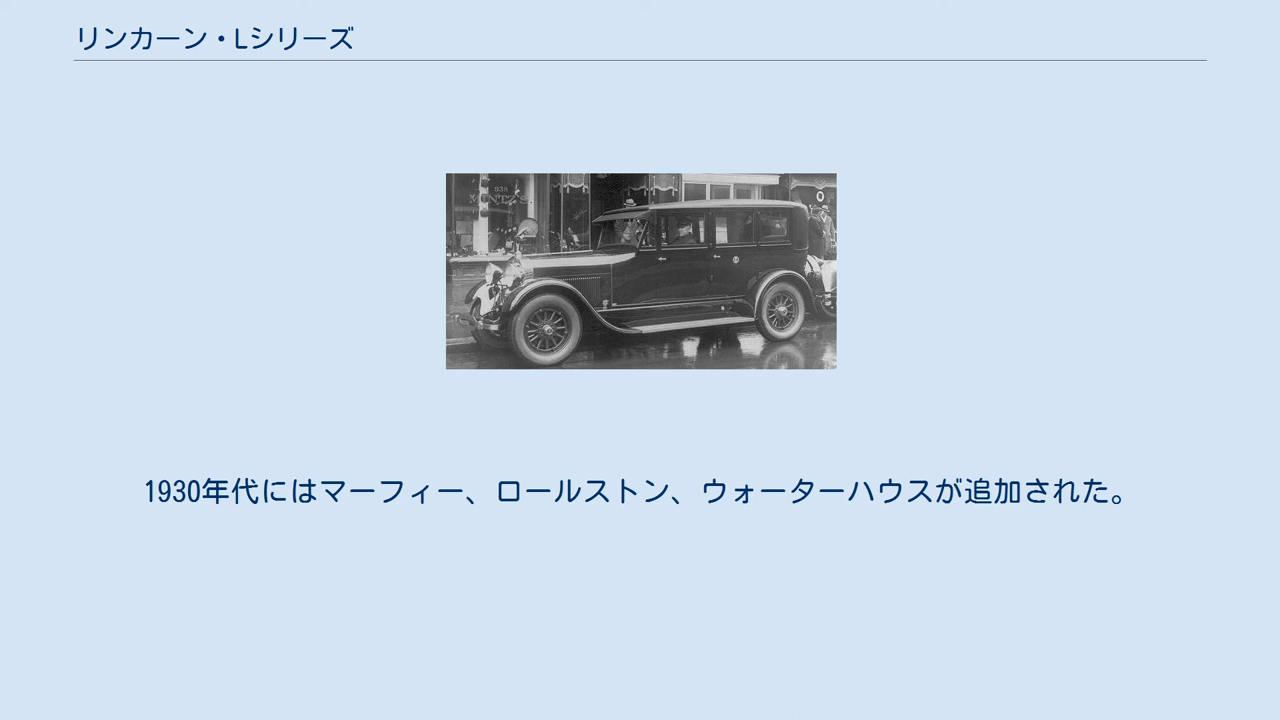 リンカーン・Lシリーズ
1930年代にはマーフィー、ロールストン、ウォーターハウスが追加された。